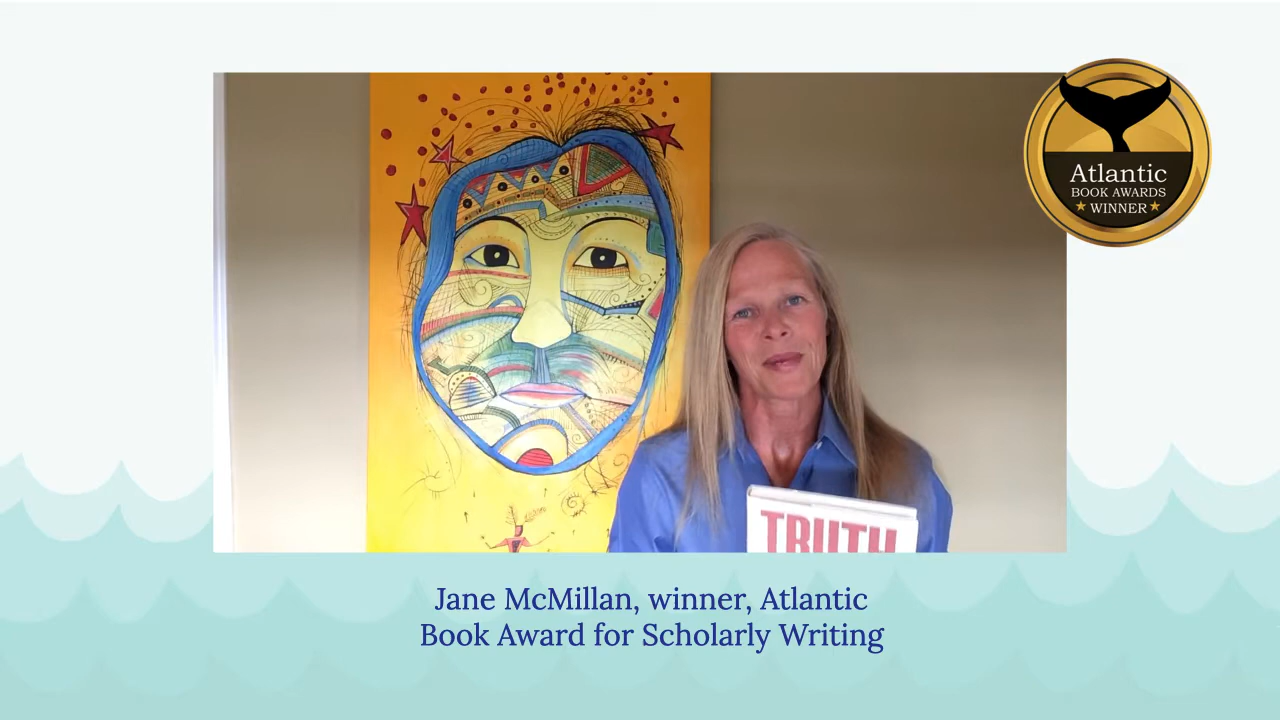 Atlantic
BOOK AWARDS
WINNER
TRUTH
Jane McMillan, winner, Atlantic
Book Award for Scholarly Writing